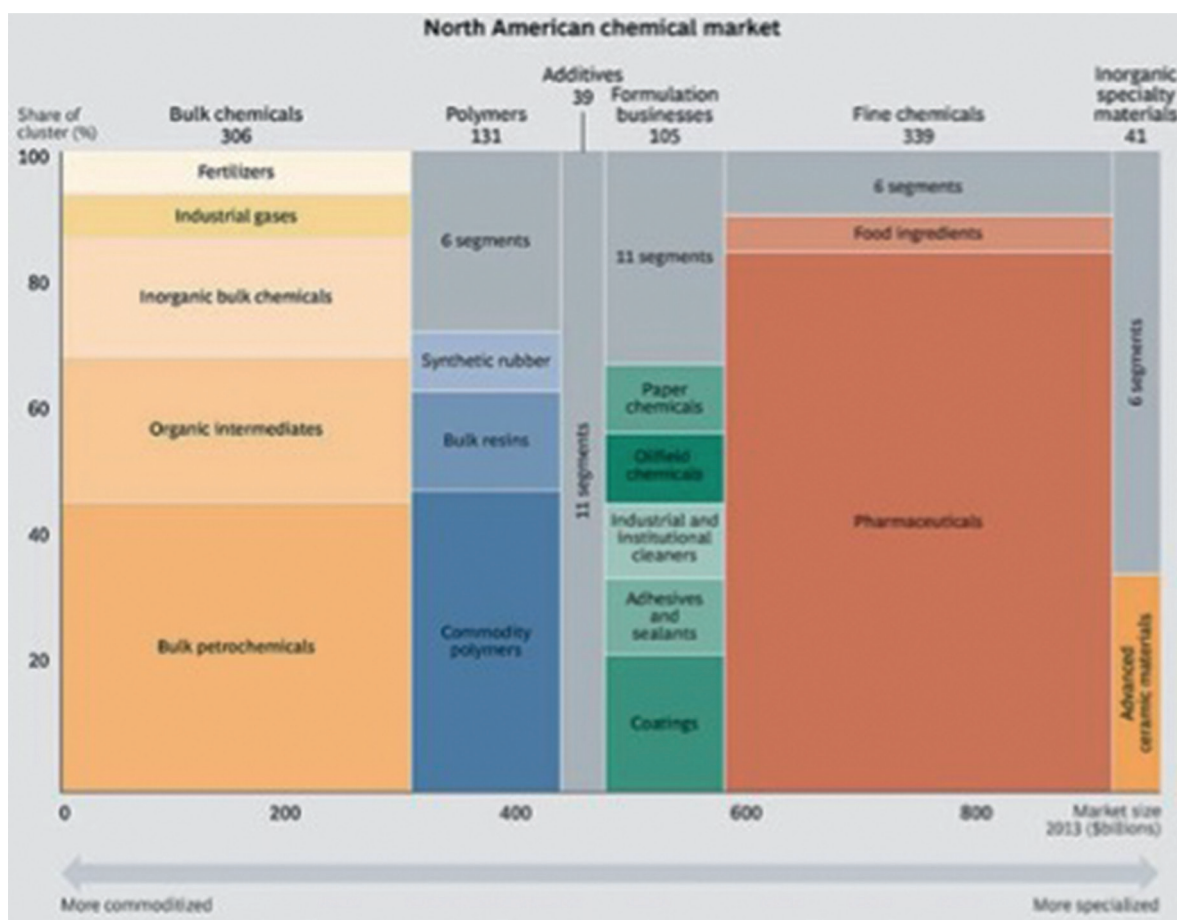 North American chemical market
Share of
cluster (%)
Bulk chemicals
306
Polymers
131
Additives
39
Formulation
businesses
105
Fine chemicals
339
Inorganic
specialty
materials
41
100
80
60
40
20
Fertilizers
Industrial gases
Inorganic bulk chemicals
Organic intermediates
Bulk petrochemicals
6 segments
Synthetic rubber
Bulk resins
Commodity
polymers
11 segments
11 segments
Paper
chemicals
Oilfield
chemicals
Industrial and
institutional
cleaners
Adhesives
and
sealants
Coatings
6 segments
Food ingredients
Pharmaceuticals
6 segments
Advanced
ceramic materials
0
200
400
600
800
Market size
2013 ($billions)
More commoditized
More specialized